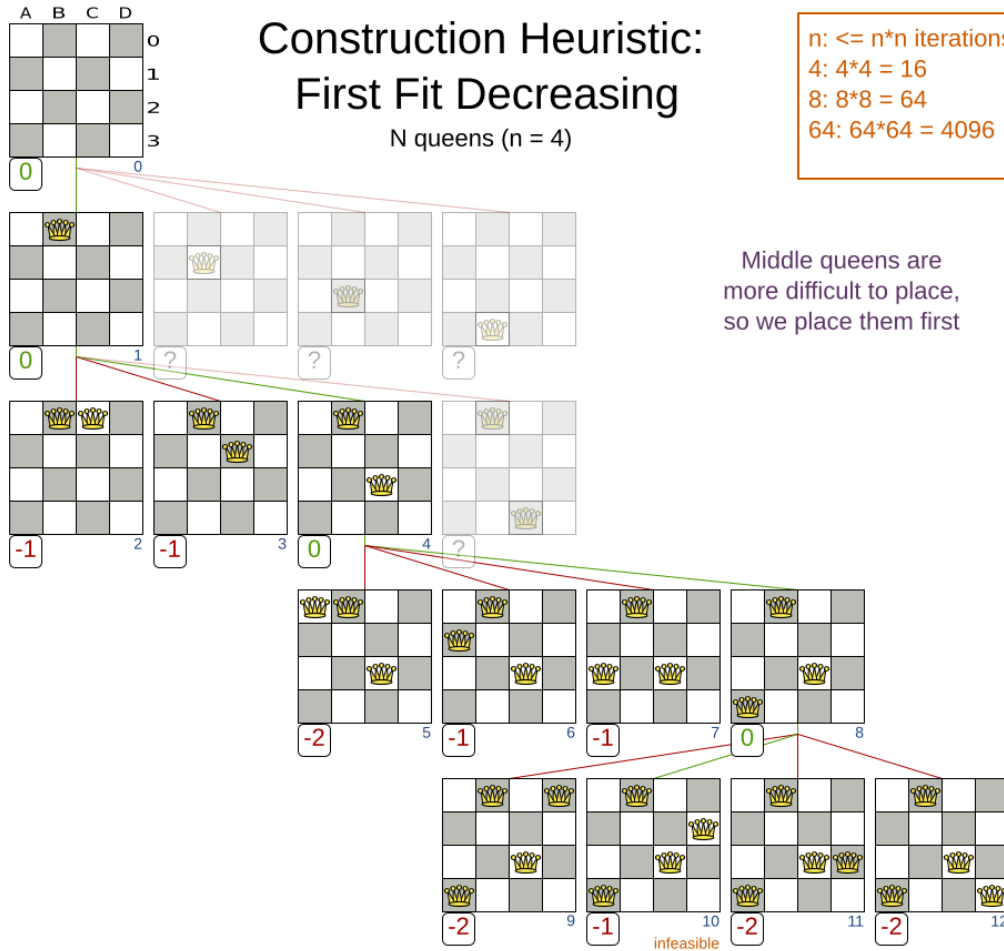 A B C D
0
1
2
3
Construction Heuristic:
First Fit Decreasing
N queens (n = 4)
n: <= n*n iterations
4: 4*4 = 16
8: 8*8 = 64
64: 64*64 = 4096
0 0
Middle queens are
more difficult to place,
so we place them first
0 1 ? ? ?
-1 2 -1 3 0 4 ?
-2 5 -1 6 -1 7 0 8
-2 9 -1 10 -2 11 -2 12
infeasible